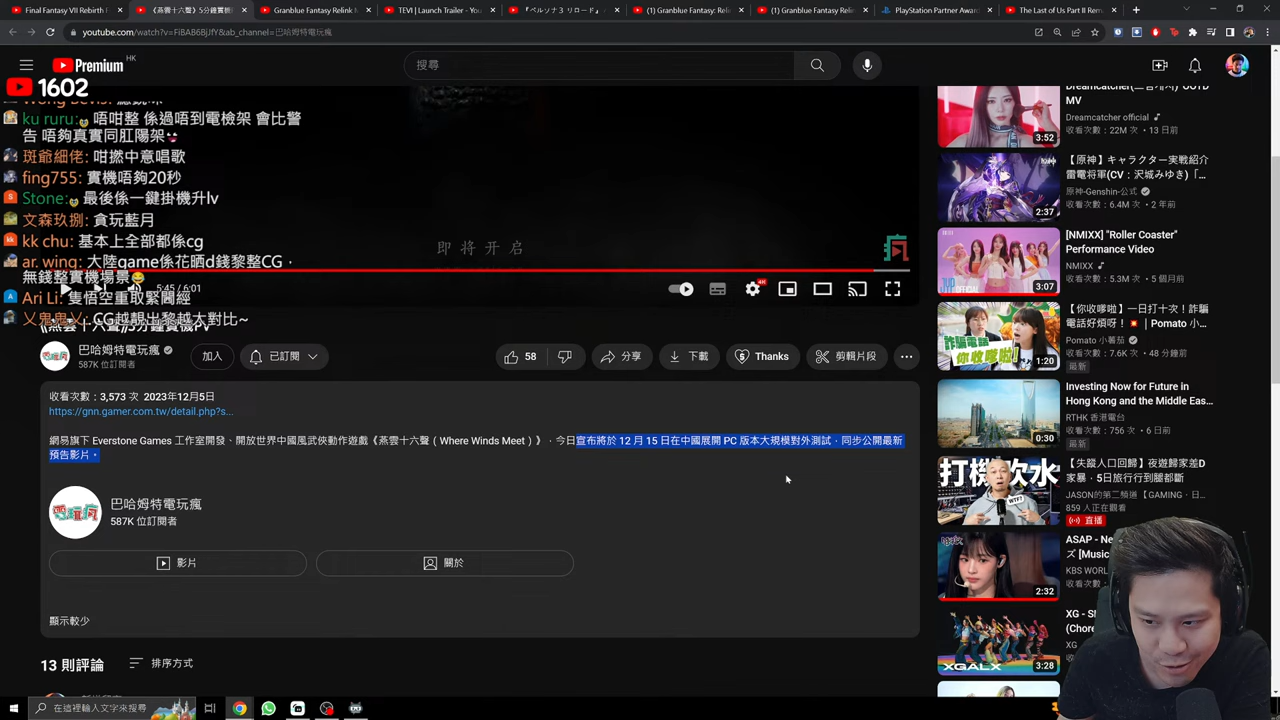 Final Fantasy VII Rebirth F
《燕雲十六聲》5分鐘實機
Granblue Fantasy Relink M
TEVI | Launch Trailer - You
『ペルソナ３ リロード』 #
(1) Granblue Fantasy: Reli
(1) Granblue Fantasy Relin
PlayStation Partner Award
The Last of Us Part II Rem
youtube.com/watch?v=FiBAB6BjJfY&ab_channel=巴哈姆特電玩瘋
Premium HK
搜尋
1602
ku ruru: 唔咁整 係過唔到電檢架 會比警
告 唔夠真實同肛陽架
斑爺細佬: 咁撚中意唱歌
fing755: 實機唔夠20秒
Stone: 最後係一鍵掛機升lv
文森玖捌: 貪玩藍月
kk chu: 基本上全部都係cg
ar. wing: 大陸game係花晒d錢黎整CG，
無錢整實機場景😂
Ari Li: 隻悟空重取緊聞經
乂鬼鬼乂: CG越靚出黎越大對比~
即将开启
5:45 / 6:01
4K
巴哈姆特電玩瘋
587K 位訂閱者
加入
已訂閱
58
分享
下載
Thanks
剪輯片段
收看次數：3,573 次 2023年12月5日
https://gnn.gamer.com.tw/detail.php?s...
網易旗下 Everstone Games 工作室開發、開放世界中國風武俠動作遊戲《燕雲十六聲（Where Winds Meet）》，今日宣布將於 12 月 15 日在中國展開 PC 版本大規模對外測試，同步公開最新
預告影片。
巴哈姆特電玩瘋
587K 位訂閱者
影片
關於
顯示較少
13 則評論
排序方式
MV
Dreamcatcher official
收看次數：22M 次 • 13 日前
3:52
【原神】キャラクター実戦紹介
雷電将軍(CV：沢城みゆき)「...
原神-Genshin-公式
收看次數：6.4M 次 • 2 年前
2:37
[NMIXX] "Roller Coaster"
Performance Video
NMIXX
收看次數：5.3M 次 • 5 個月前
3:07
【你收嗲啦】一日打十次！詐騙
電話好煩呀！ | Pomato 小...
Pomato 小薯茄
收看次數：7.6K 次 • 48 分鐘前
最新
1:20
Investing Now for Future in
Hong Kong and the Middle Eas...
RTHK 香港電台
收看次數：756 次 • 6 日前
最新
0:30
【失蹤人口回歸】夜遊歸家差D
家暴，5日旅行行到腿都斷
JASON的第二頻道【GAMING，日...
859 人正在觀看
直播
打機吹水
WTF!
KBS WORL
2:32
XGALX
3:28
在這裡輸入文字來搜尋